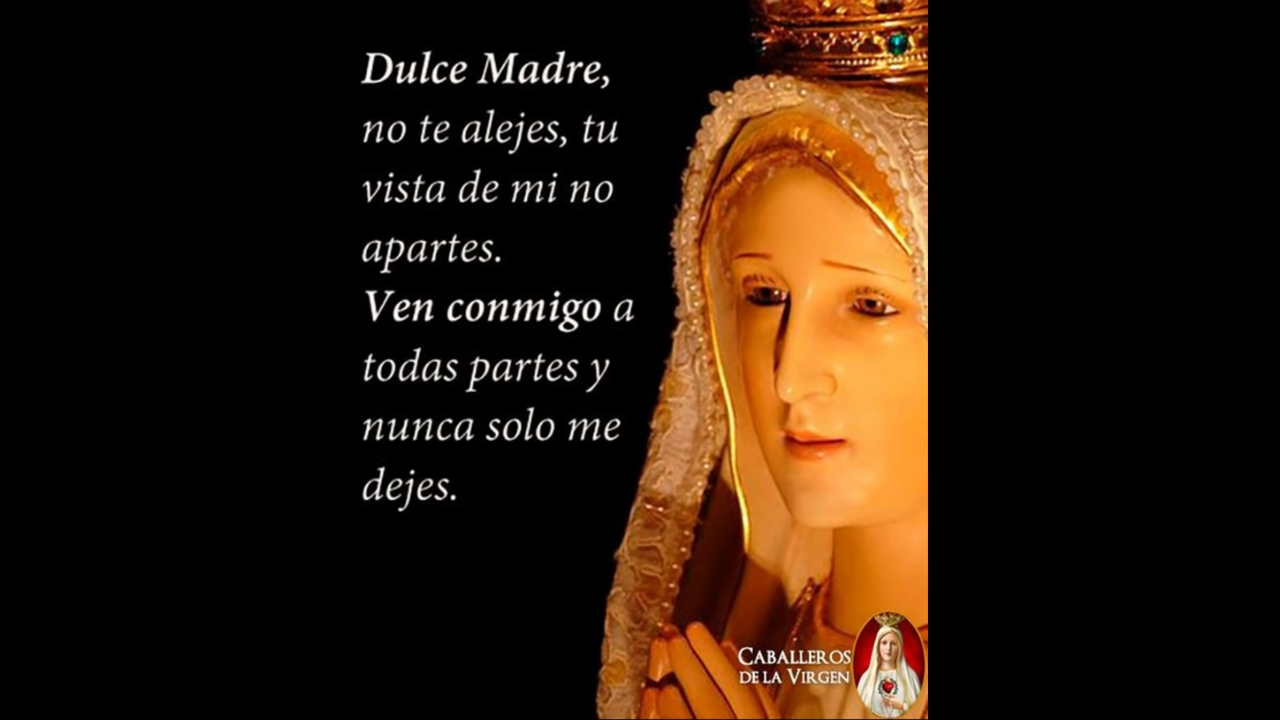 Dulce Madre,
no te alejes, tu
vista de mi no
apartes.
Ven conmigo a
todas partes y
nunca solo me
dejes.
CABALLEROS
DE LA VIRGEN